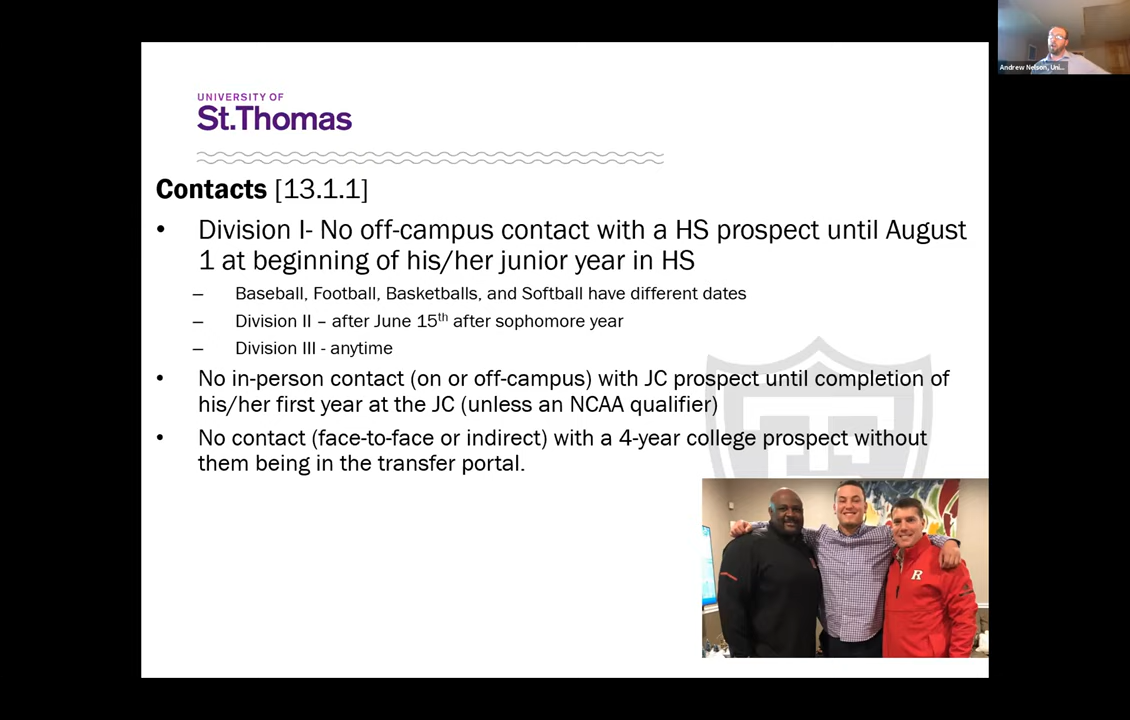 UNIVERSITY OF
St.Thomas
Contacts [13.1.1]
• Division I- No off-campus contact with a HS prospect until August
1 at beginning of his/her junior year in HS
– Baseball, Football, Basketballs, and Softball have different dates
– Division II – after June 15th after sophomore year
– Division III - anytime
• No in-person contact (on or off-campus) with JC prospect until completion of
his/her first year at the JC (unless an NCAA qualifier)
• No contact (face-to-face or indirect) with a 4-year college prospect without
them being in the transfer portal.
R
Andrew Nelson, Uni...